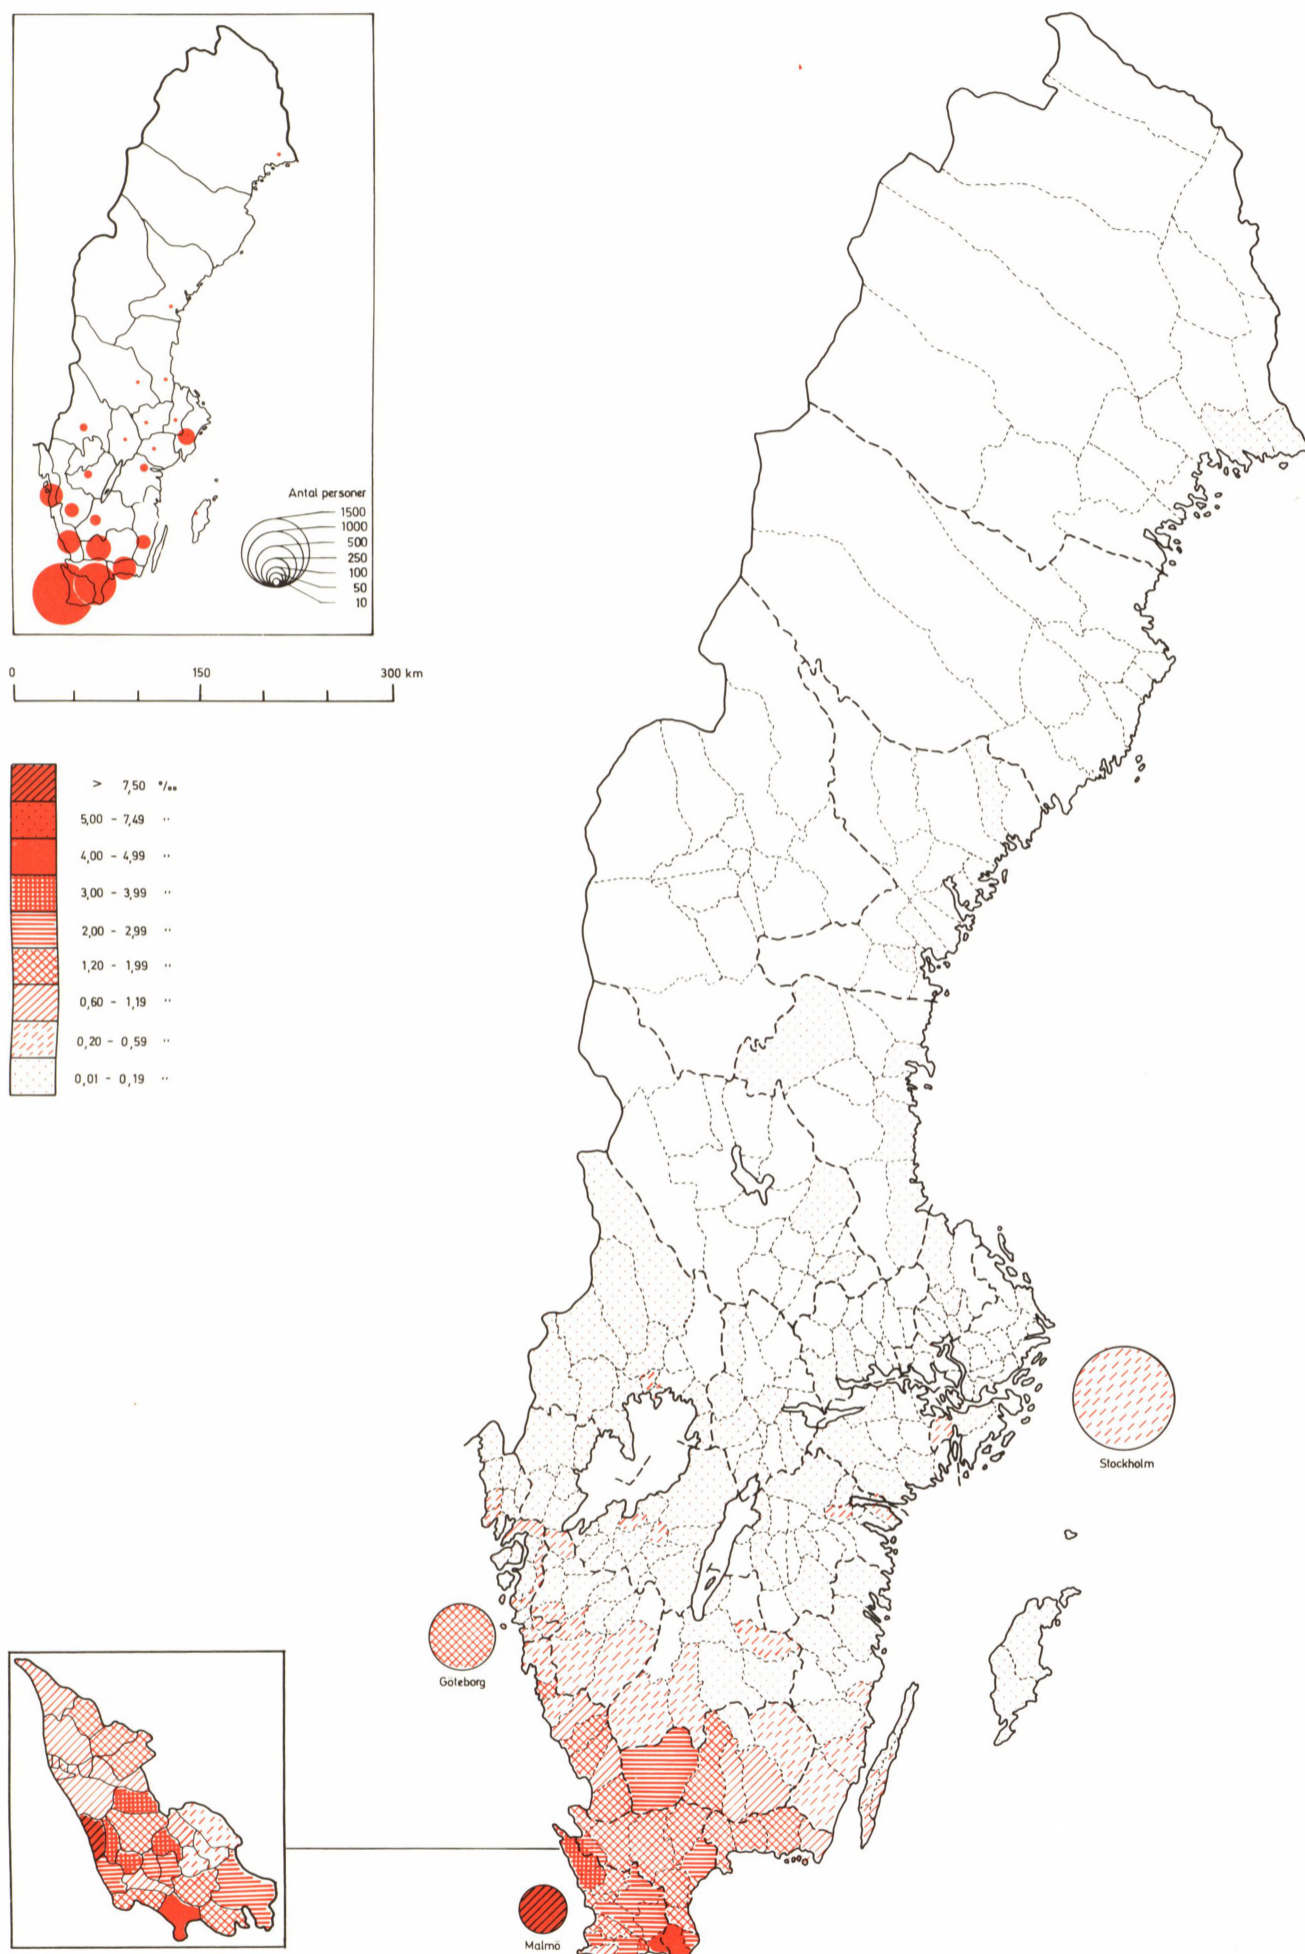 Antal personer
1500
1000
500
250
100
50
10
0 150 300 km
> 7,50 °/oo
5,00 - 7,49 "
4,00 - 4,99 "
3,00 - 3,99 "
2,00 - 2,99 "
1,20 - 1,99 "
0,60 - 1,19 "
0,20 - 0,59 "
0,01 - 0,19 "
Stockholm
Göteborg
Malmö